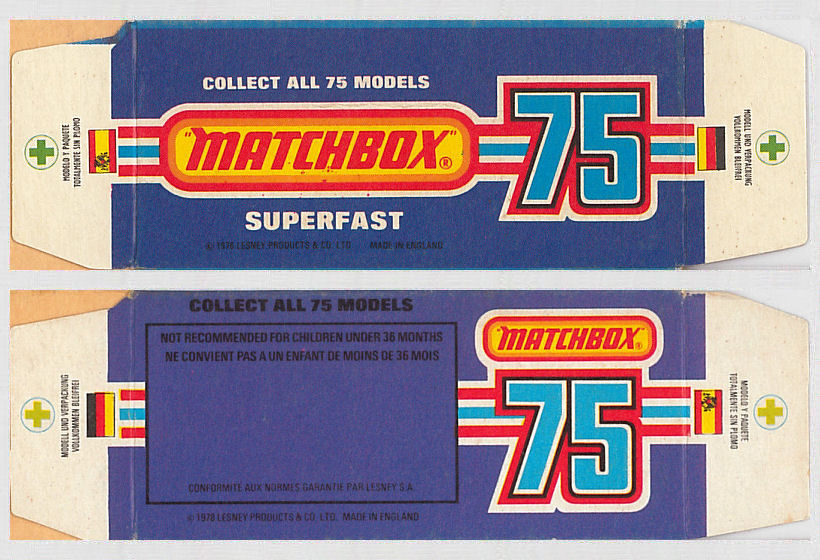 COLLECT ALL 75 MODELS
"MATCHBOX"®
75
SUPERFAST
© 1978 LESNEY PRODUCTS & CO. LTD. MADE IN ENGLAND
MODELO Y PAQUETE
TOTALMENTE SIN PLOMO
MODELL UND VERPACKUNG
VOLLKOMMEN BLEIFREI
COLLECT ALL 75 MODELS
NOT RECOMMENDED FOR CHILDREN UNDER 36 MONTHS
NE CONVIENT PAS A UN ENFANT DE MOINS DE 36 MOIS
CONFORMITE AUX NORMES GARANTIE PAR LESNEY S.A.
© 1978 LESNEY PRODUCTS & CO. LTD. MADE IN ENGLAND
"MATCHBOX"®
75
MODELL UND VERPACKUNG
VOLLKOMMEN BLEIFREI
MODELO Y PAQUETE
TOTALMENTE SIN PLOMO